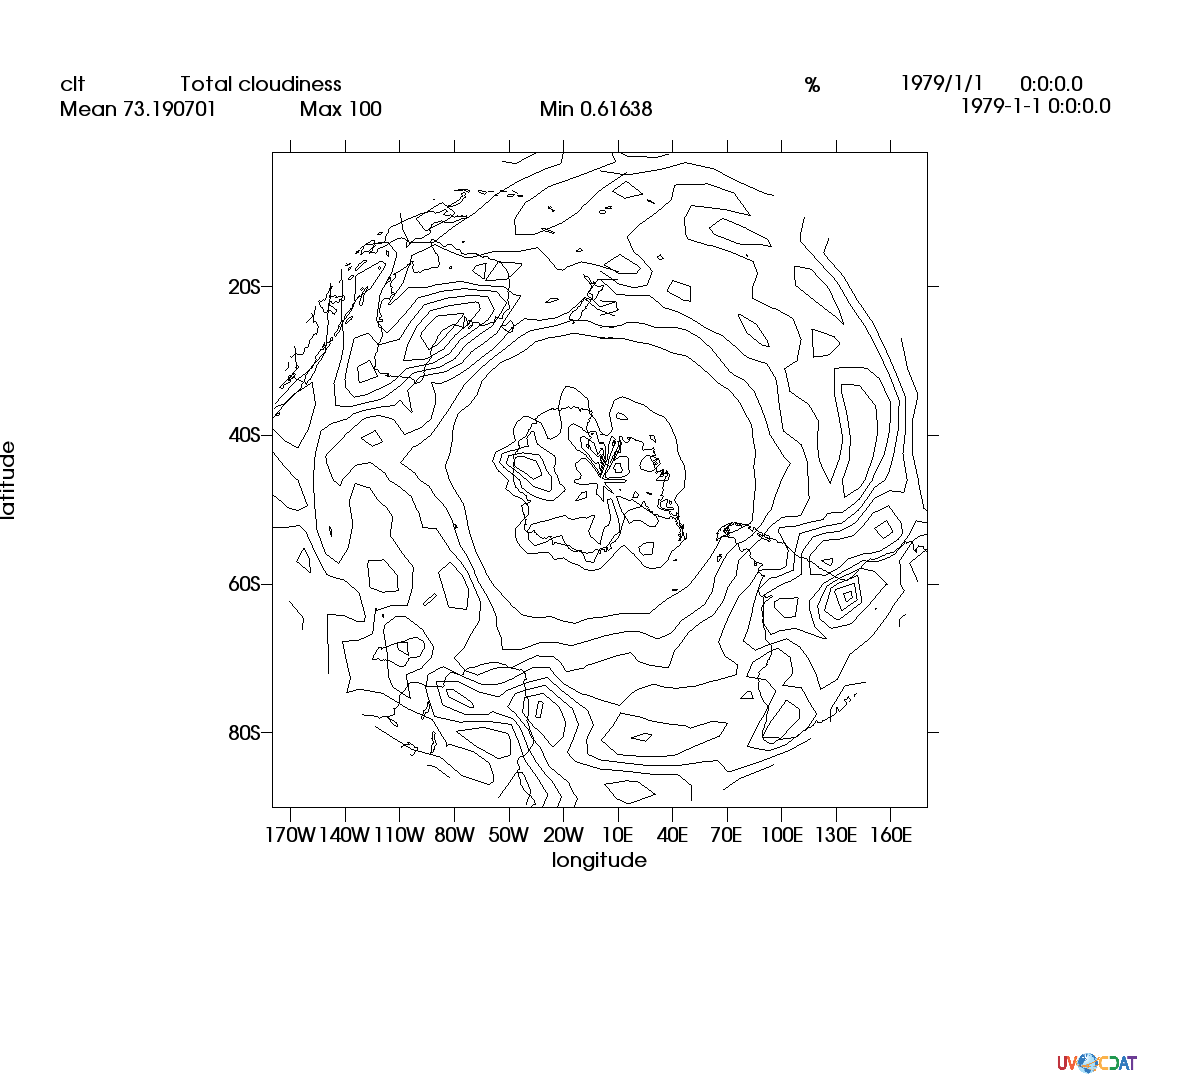 clt Total cloudiness % 1979/1/1 0:0:0.0
Mean 73.190701 Max 100 Min 0.61638 1979-1-1 0:0:0.0
20S
40S
latitude
60S
80S
170W 140W 110W 80W 50W 20W 10E 40E 70E 100E 130E 160E
longitude
UV CDAT